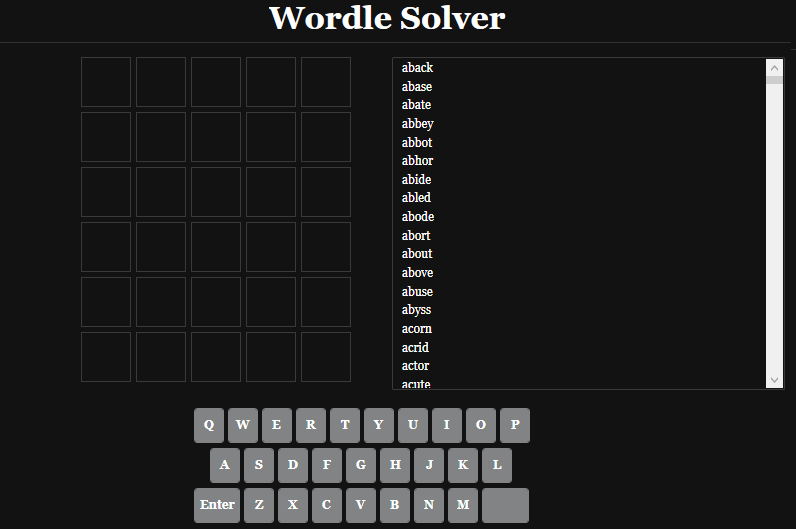 Wordle Solver
aback
abase
abate
abbey
abbot
abhor
abide
abled
abode
abort
about
above
abuse
abyss
acorn
acrid
actor
acute
Q W E R T Y U I O P
A S D F G H J K L
Enter Z X C V B N M